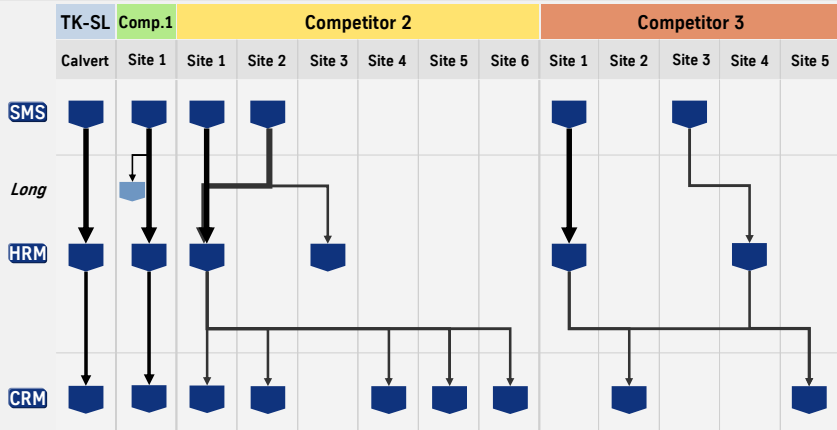 TK-SL Comp.1 Competitor 2 Competitor 3
Calvert Site 1 Site 1 Site 2 Site 3 Site 4 Site 5 Site 6 Site 1 Site 2 Site 3 Site 4 Site 5
SMS
Long
HRM
CRM